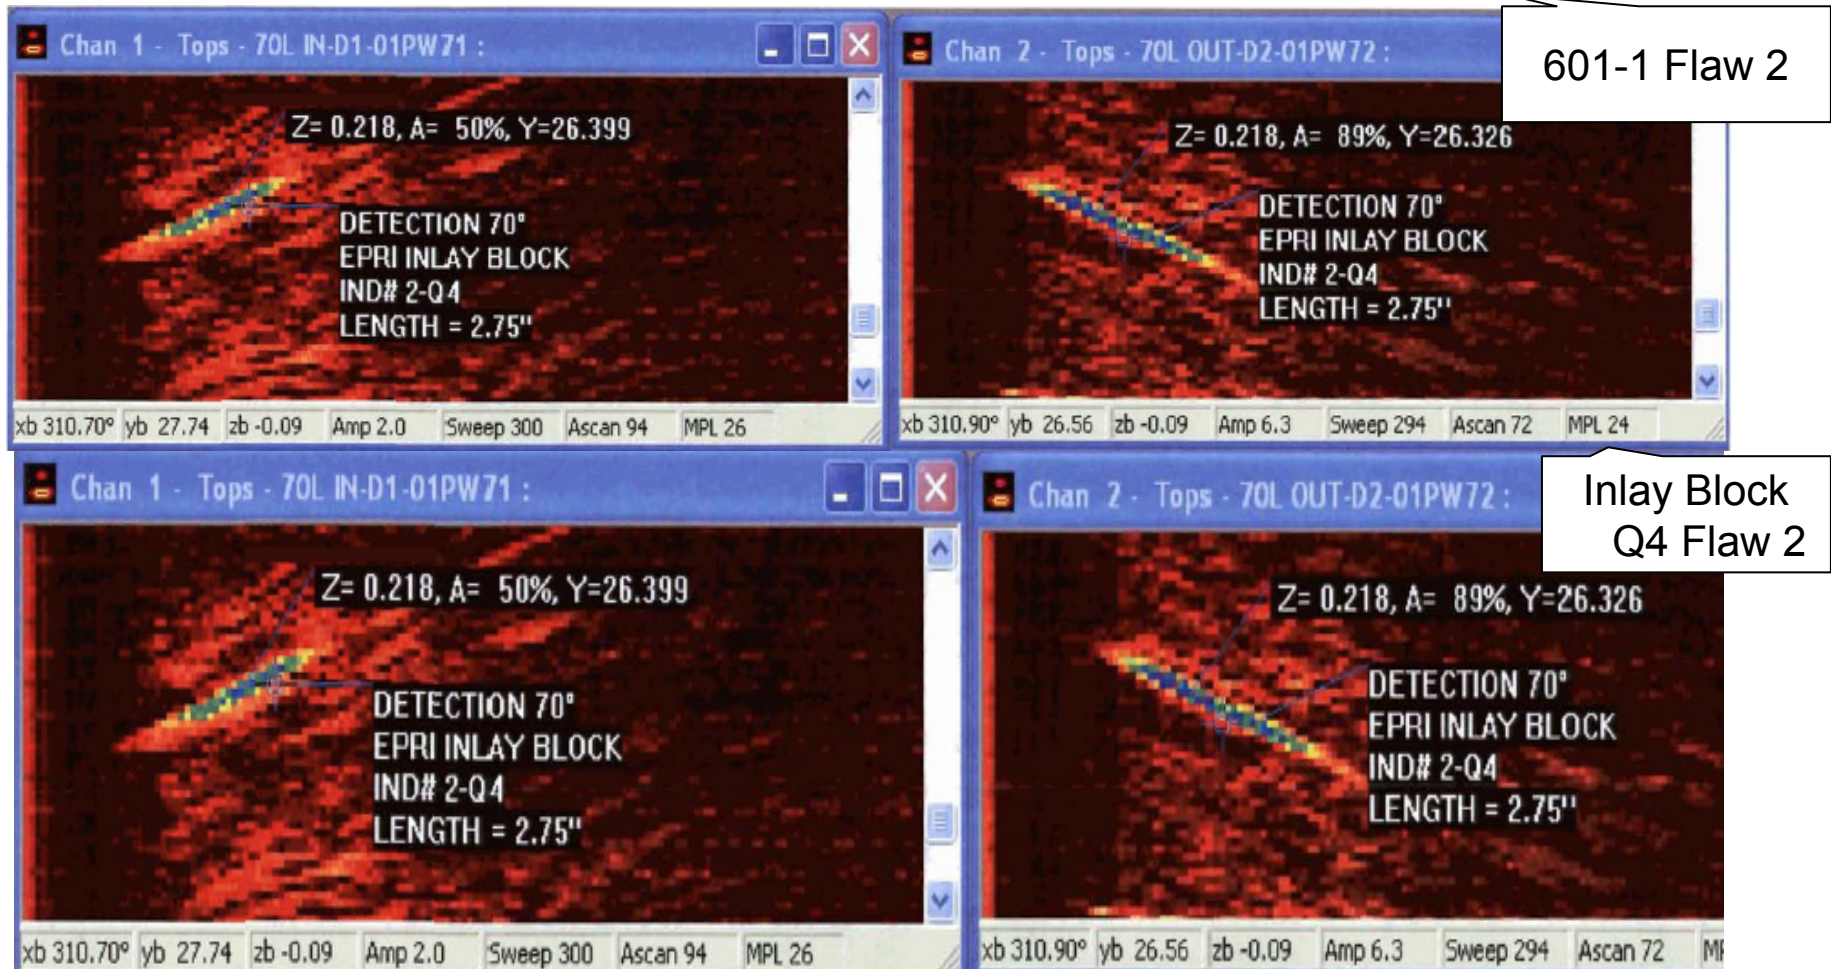 Chan 1 - Tops - 70L IN-D1-01PW71 :
Z= 0.218, A= 50%, Y=26.399
DETECTION 70°
EPRI INLAY BLOCK
IND# 2-Q4
LENGTH = 2.75"
xb 310.70° yb 27.74 zb -0.09 Amp 2.0 Sweep 300 Ascan 94 MPL 26
Chan 2 - Tops - 70L OUT-D2-01PW72 :
601-1 Flaw 2
Z= 0.218, A= 89%, Y=26.326
DETECTION 70°
EPRI INLAY BLOCK
IND# 2-Q4
LENGTH = 2.75"
xb 310.90° yb 26.56 zb -0.09 Amp 6.3 Sweep 294 Ascan 72 MPL 24
Chan 1 - Tops - 70L IN-D1-01PW71 :
Z= 0.218, A= 50%, Y=26.399
DETECTION 70°
EPRI INLAY BLOCK
IND# 2-Q4
LENGTH = 2.75"
xb 310.70° yb 27.74 zb -0.09 Amp 2.0 Sweep 300 Ascan 94 MPL 26
Chan 2 - Tops - 70L OUT-D2-01PW72 :
Inlay Block
Q4 Flaw 2
Z= 0.218, A= 89%, Y=26.326
DETECTION 70°
EPRI INLAY BLOCK
IND# 2-Q4
LENGTH = 2.75"
xb 310.90° yb 26.56 zb -0.09 Amp 6.3 Sweep 294 Ascan 72